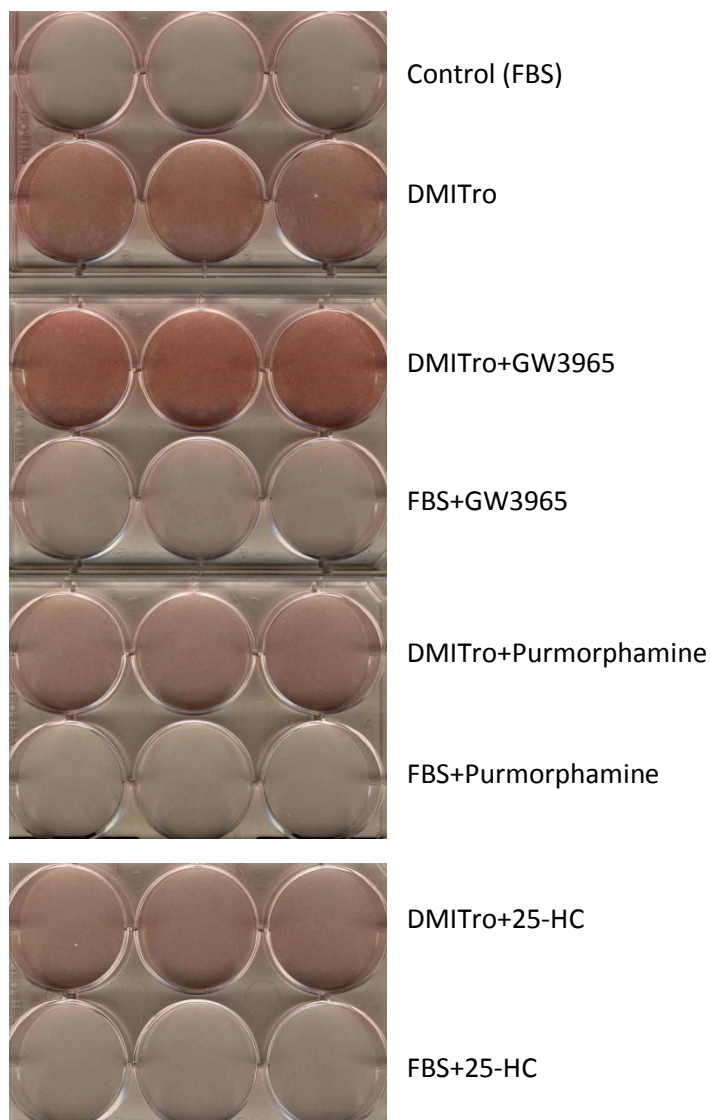 Control (FBS)
DMITro
DMITro+GW3965
FBS+GW3965
DMITro+Purmorphamine
FBS+Purmorphamine
DMITro+25-HC
FBS+25-HC